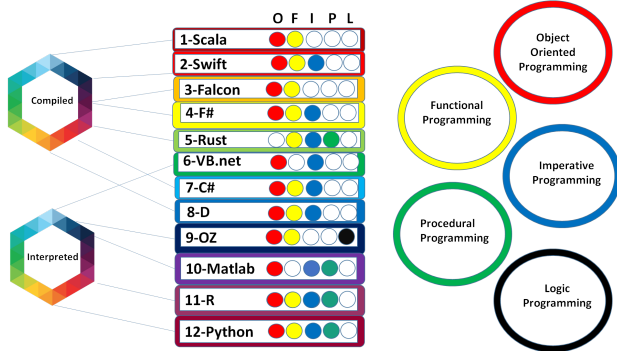 O F I P L
1-Scala
2-Swift
3-Falcon
4-F#
5-Rust
6-VB.net
7-C#
8-D
9-OZ
10-Matlab
11-R
12-Python
Compiled
Interpreted
Object
Oriented
Programming
Functional
Programming
Imperative
Programming
Procedural
Programming
Logic
Programming